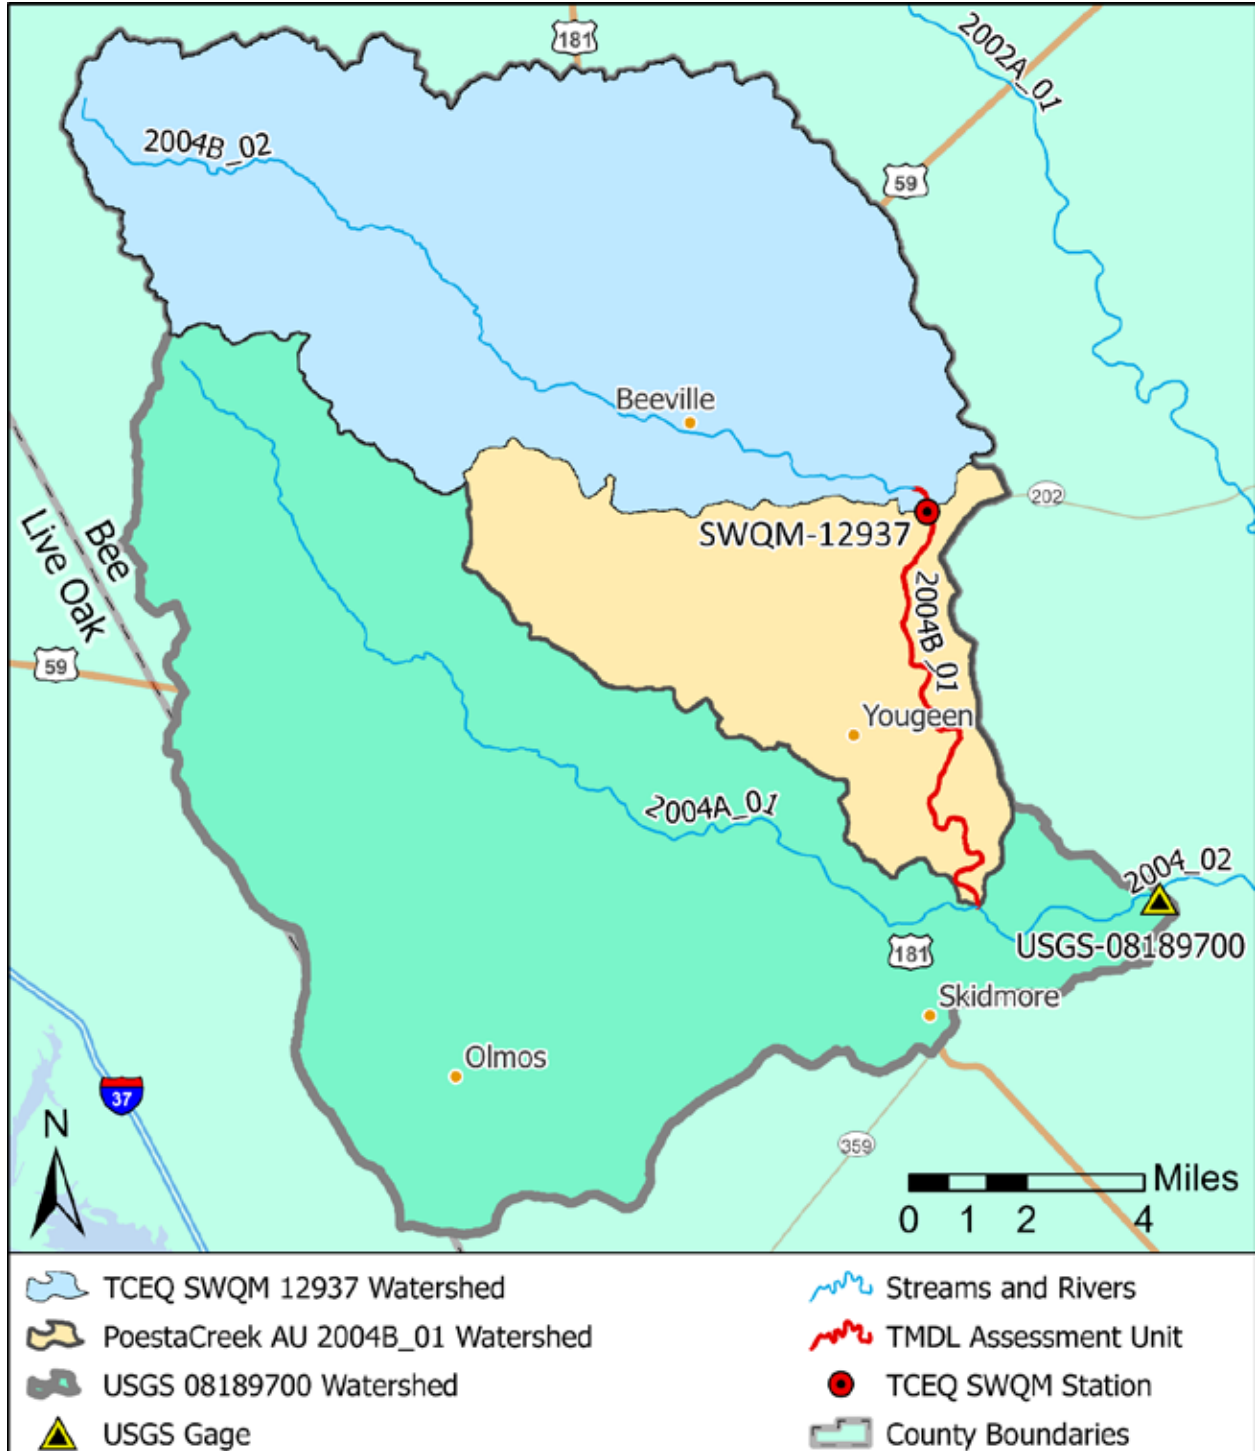 181
2002A_01
2004B_02
59
Beeville
202
SWQM-12937
Bee
Live Oak
2004B_01
59
Yougeen
2004A_01
2004_02
181
USGS-08189700
Skidmore
Olmos
37
N
359
Miles
0 1 2 4
TCEQ SWQM 12937 Watershed
PoestaCreek AU 2004B_01 Watershed
USGS 08189700 Watershed
USGS Gage
Streams and Rivers
TMDL Assessment Unit
TCEQ SWQM Station
County Boundaries